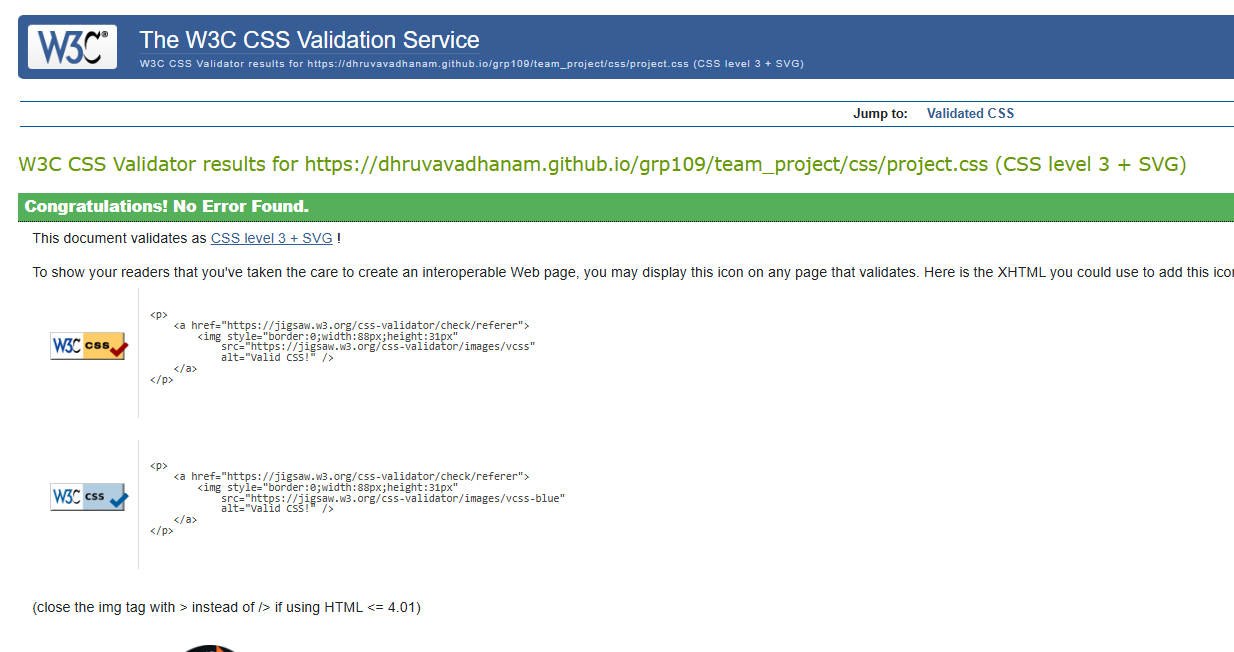 W3C®
The W3C CSS Validation Service
W3C CSS Validator results for https://dhruvavadhanam.github.io/grp109/team_project/css/project.css (CSS level 3 + SVG)
Jump to: Validated CSS
W3C CSS Validator results for https://dhruvavadhanam.github.io/grp109/team_project/css/project.css (CSS level 3 + SVG)
Congratulations! No Error Found.
This document validates as CSS level 3 + SVG !
To show your readers that you've taken the care to create an interoperable Web page, you may display this icon on any page that validates. Here is the XHTML you could use to add this
W3C css
<p>
<a href="https://jigsaw.w3.org/css-validator/check/referer">
<img style="border:0;width:88px;height:31px"
src="https://jigsaw.w3.org/css-validator/images/vcss"
alt="Valid CSS!" />
</a>
</p>
W3C css
<p>
<a href="https://jigsaw.w3.org/css-validator/check/referer">
<img style="border:0;width:88px;height:31px"
src="https://jigsaw.w3.org/css-validator/images/vcss-blue"
alt="Valid CSS!" />
</a>
</p>
(close the img tag with > instead of /> if using HTML <= 4.01)